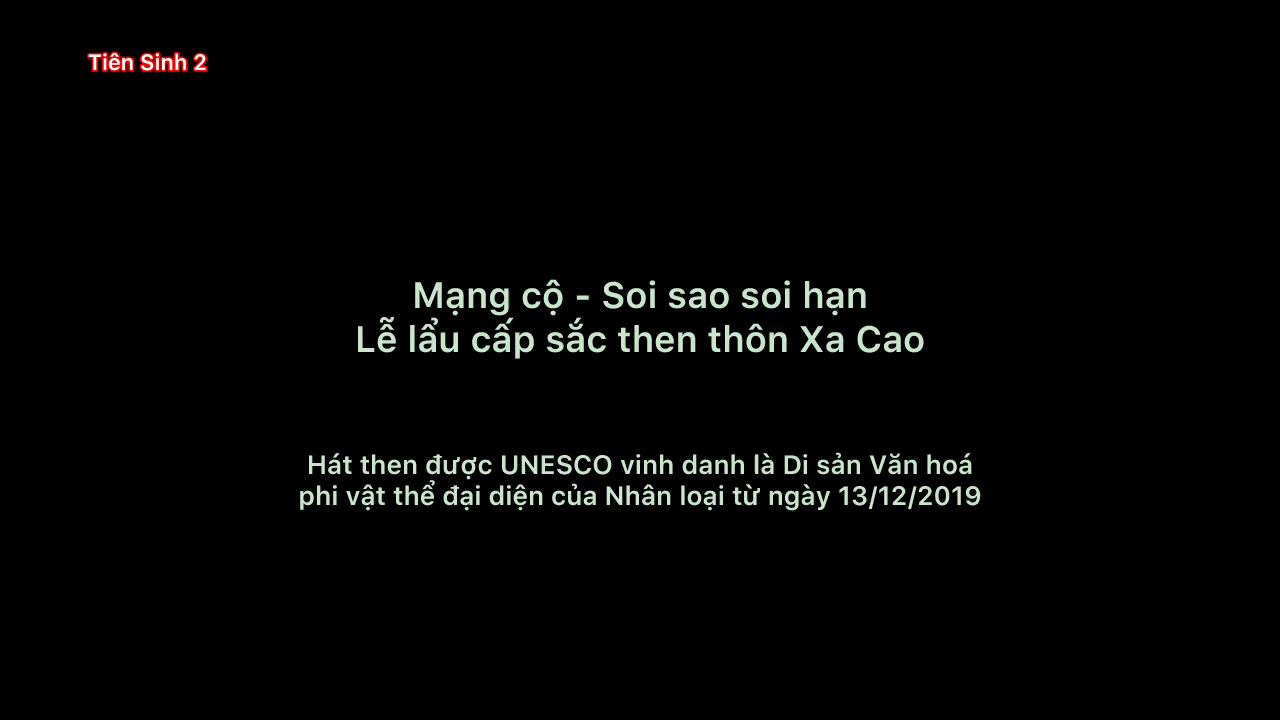 Tiên Sinh 2
Mạng cộ - Soi sao soi hạn
Lễ lẩu cấp sắc then thôn Xa Cao
Hát then được UNESCO vinh danh là Di sản Văn hoá
phi vật thể đại diện của Nhân loại từ ngày 13/12/2019